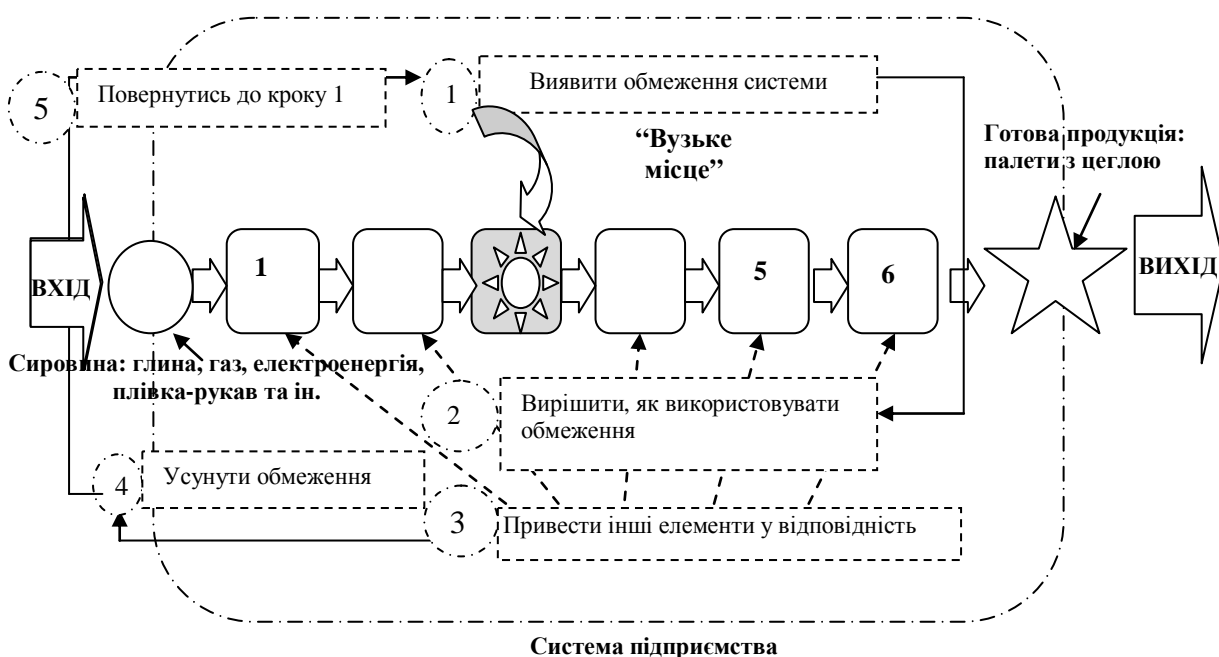 5
Повернутись до кроку 1
1
Виявити обмеження системи
“Вузьке
місце”
Готова продукція:
палети з цеглою
ВХІД
1
5
6
ВИХІД
Сировина: глина, газ, електроенергія,
плівка-рукав та ін.
2
Вирішити, як використовувати
обмеження
4
Усунути обмеження
3
Привести інші елементи у відповідність
Система підприємства